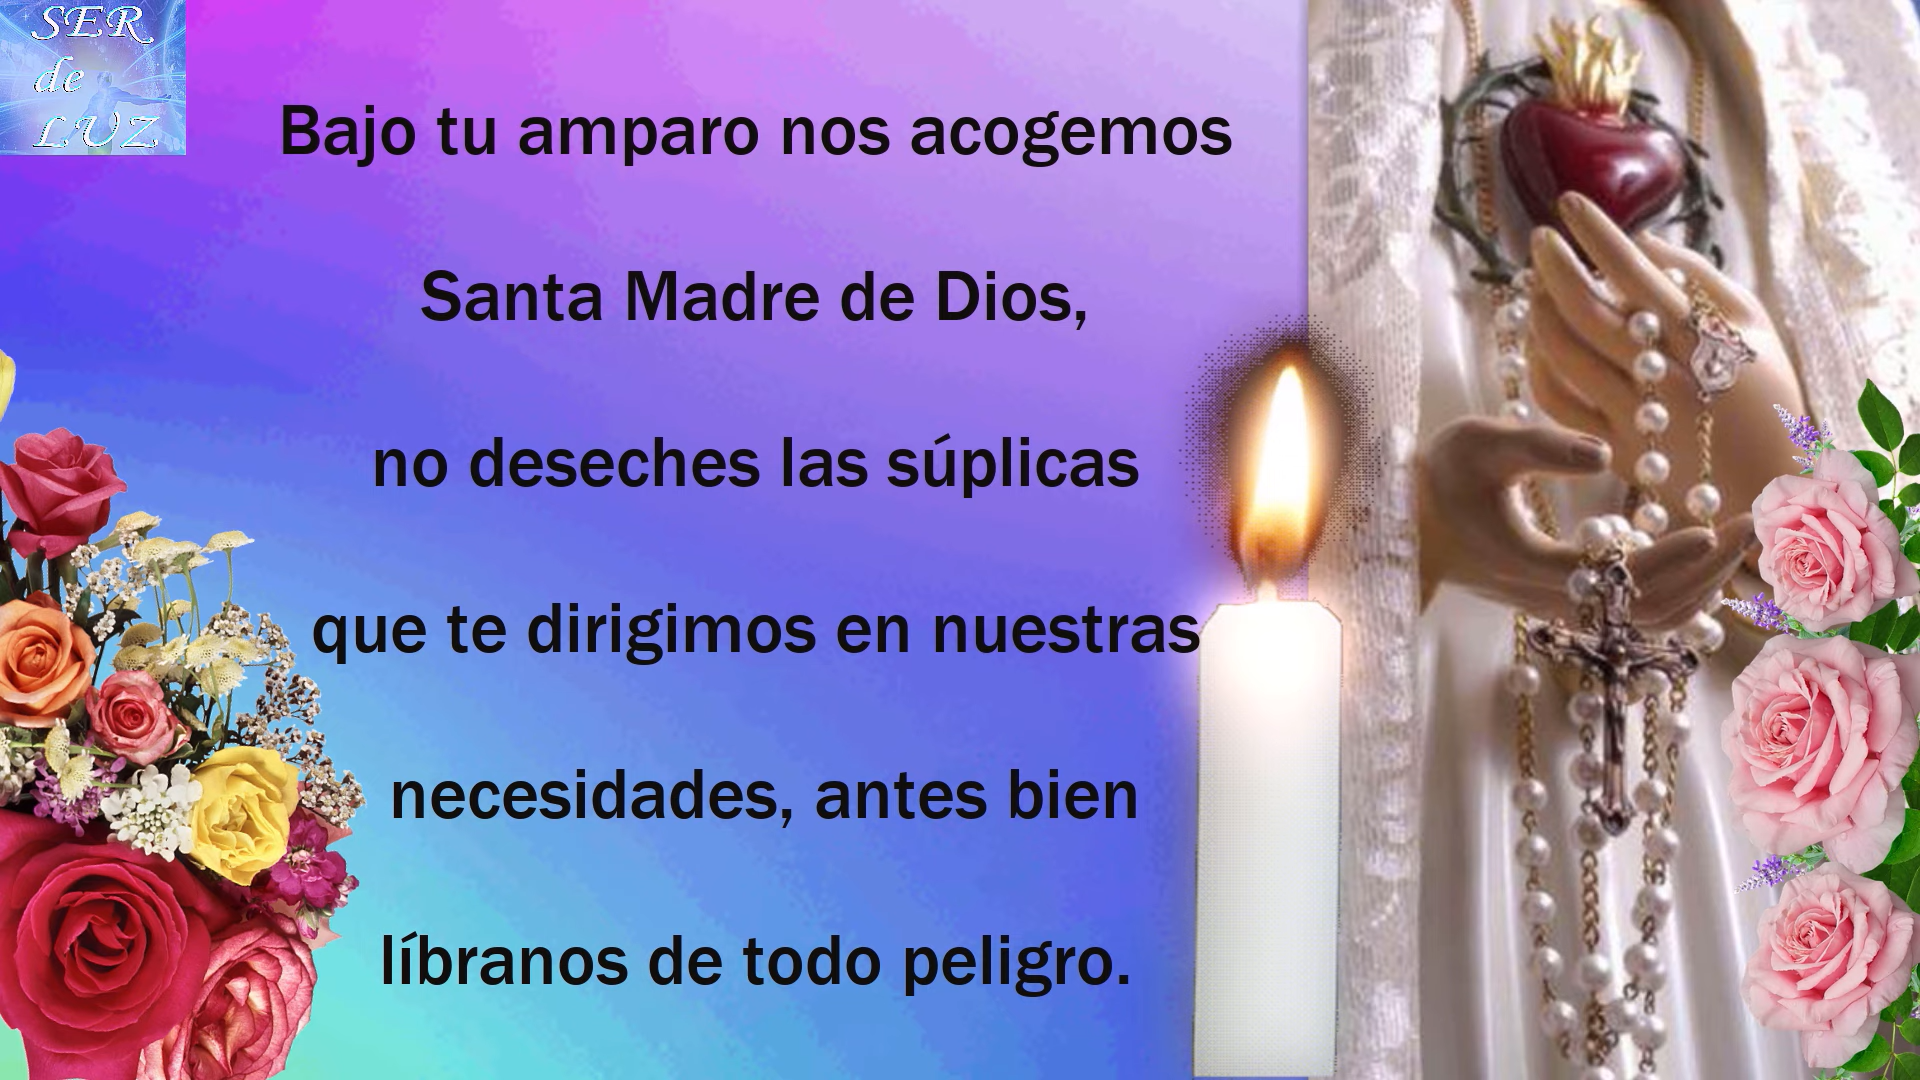 SER
de
LUZ
Bajo tu amparo nos acogemos
Santa Madre de Dios,
no deseches las súplicas
que te dirigimos en nuestras
necesidades, antes bien
líbranos de todo peligro.